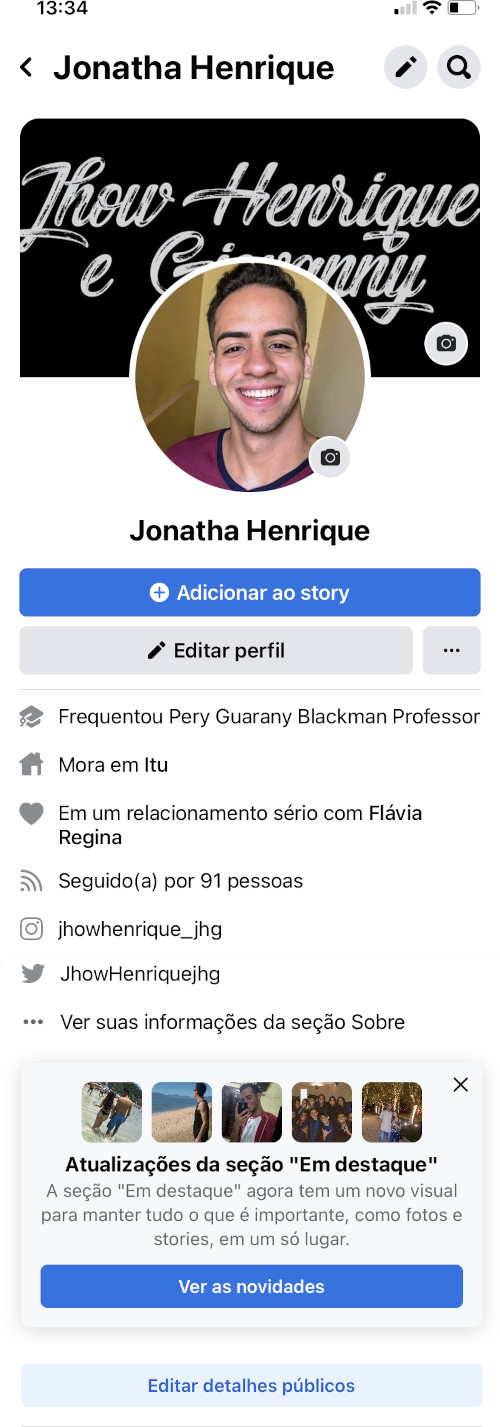 13:34
Jonatha Henrique
Jhow Henrique
e Giovanny
Jonatha Henrique
Adicionar ao story
Editar perfil
Frequentou Pery Guarany Blackman Professor
Mora em Itu
Em um relacionamento sério com Flávia
Regina
Seguido(a) por 91 pessoas
jhowhenrique_jhg
JhowHenriquejhg
Ver suas informações da seção Sobre
Atualizações da seção "Em destaque"
A seção "Em destaque" agora tem um novo visual
para manter tudo o que é importante, como fotos e
stories, em um só lugar.
Ver as novidades
Editar detalhes públicos